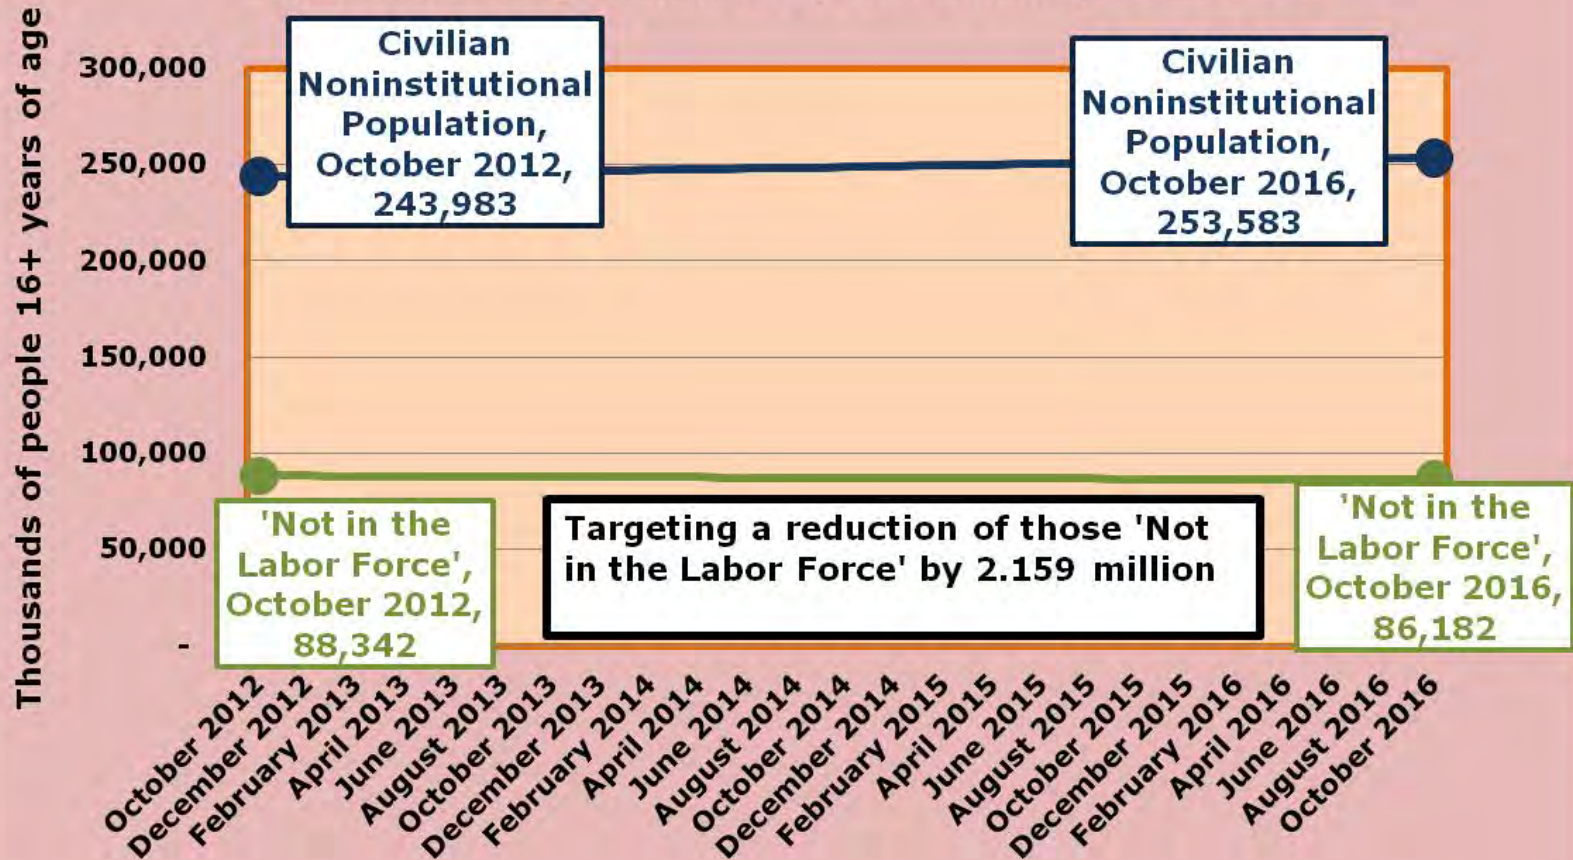 Thousands of people 16+ years of age
300,000
250,000
200,000
150,000
100,000
50,000
-
Civilian
Noninstitutional
Population,
October 2012,
243,983
Civilian
Noninstitutional
Population,
October 2016,
253,583
'Not in the
Labor Force',
October 2012,
88,342
Targeting a reduction of those 'Not
in the Labor Force' by 2.159 million
'Not in the
Labor Force',
October 2016,
86,182
October 2012
December 2012
February 2013
April 2013
June 2013
August 2013
October 2013
December 2013
February 2014
April 2014
June 2014
August 2014
October 2014
December 2014
February 2015
April 2015
June 2015
August 2015
October 2015
December 2015
February 2016
April 2016
June 2016
August 2016
October 2016